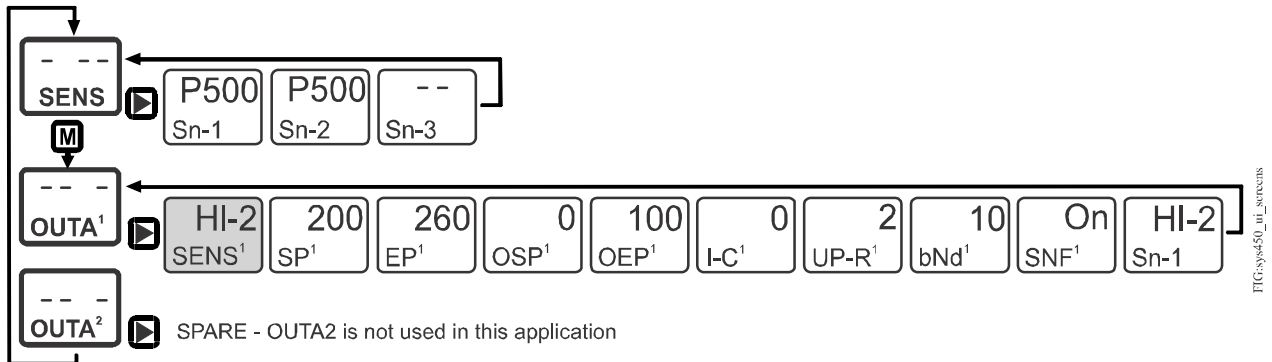 - --
SENS
P500
Sn-1
P500
Sn-2
--
Sn-3
M
-- -
OUTA¹
HI-2
SENS¹
200
SP¹
260
EP¹
0
OSP¹
100
OEP¹
0
I-C¹
2
UP-R¹
10
bNd¹
On
SNF¹
HI-2
Sn-1
-- -
OUTA²
SPARE - OUTA2 is not used in this application
FIG:sys450_ui_screens